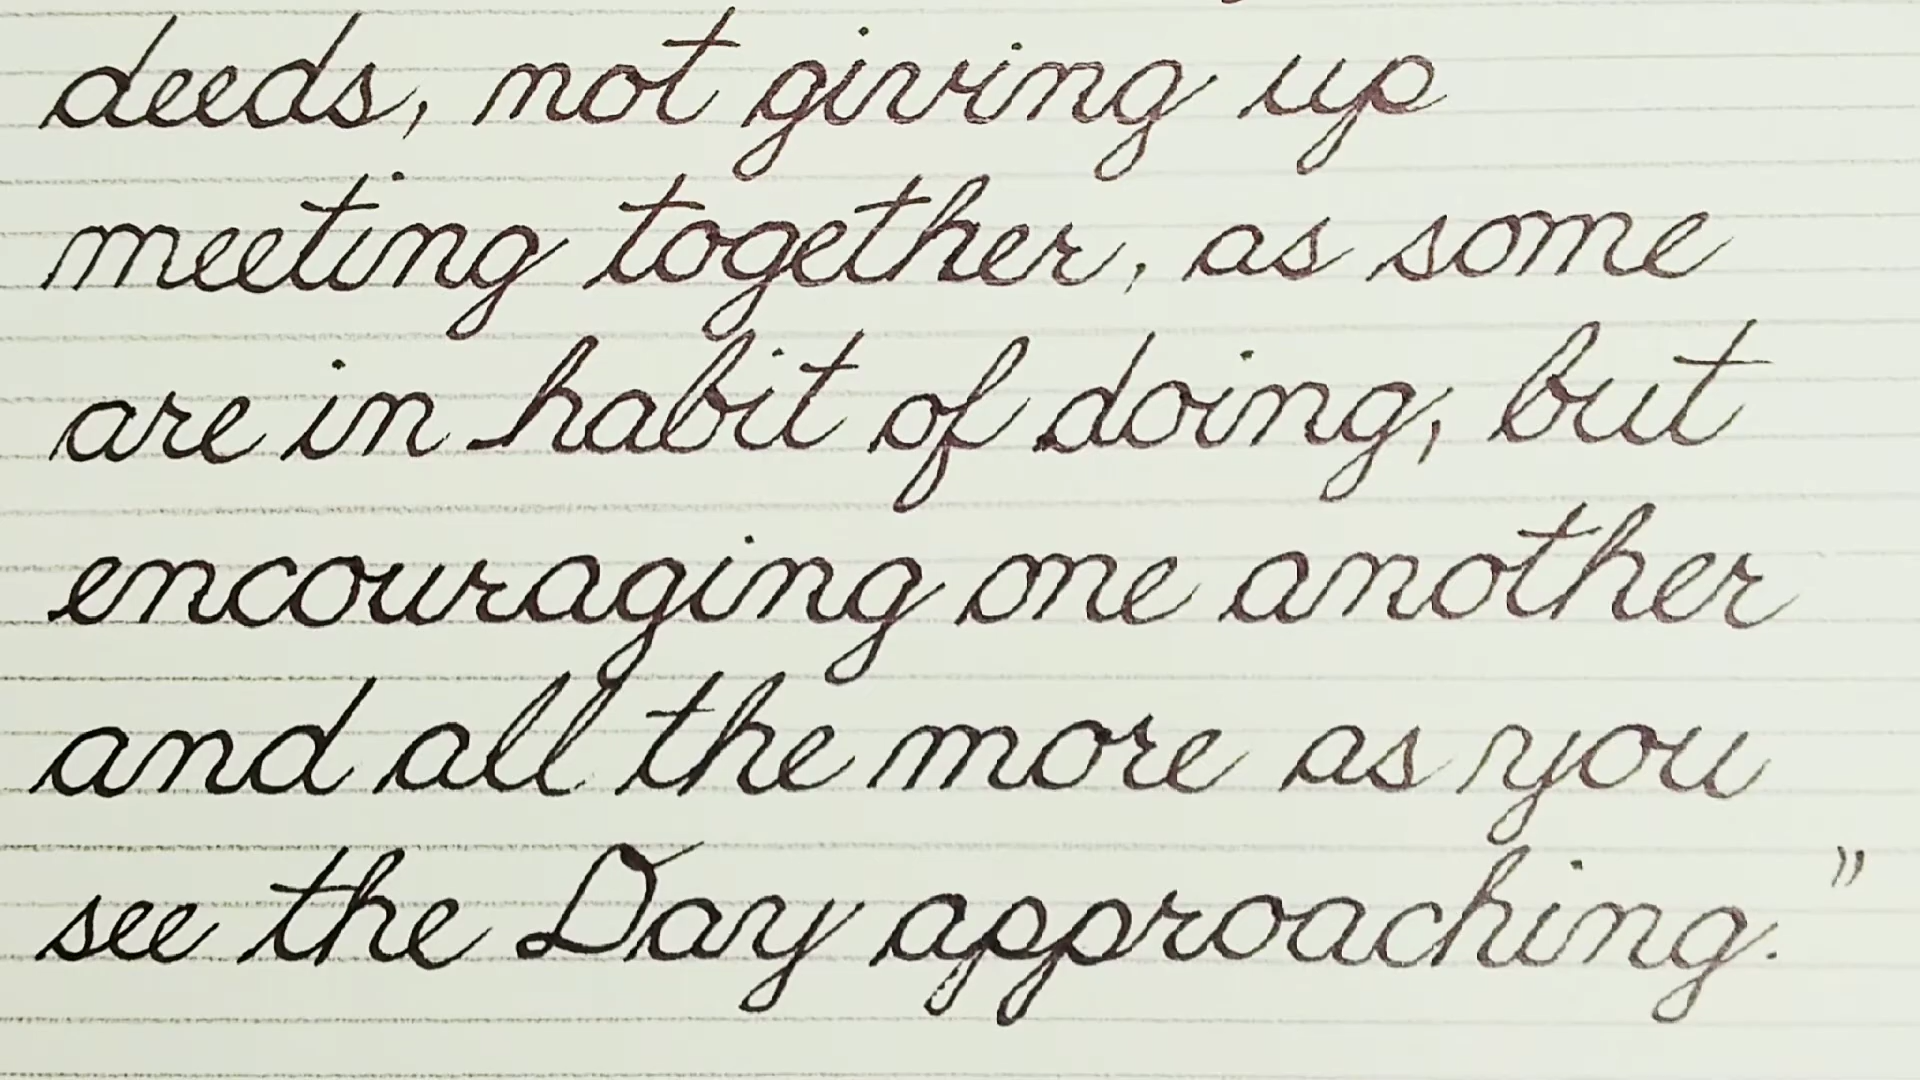 deeds, not giving up
meeting together, as some
are in habit of doing, but
encouraging one another
and all the more as you
see the Day approaching."